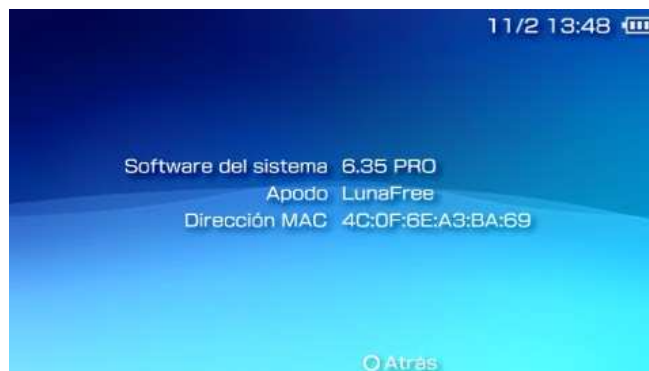 11/2 13:48
Software del sistema 6.35 PRO
Apodo LunaFree
Dirección MAC 4C:0F:6E:A3:BA:69
Atrás